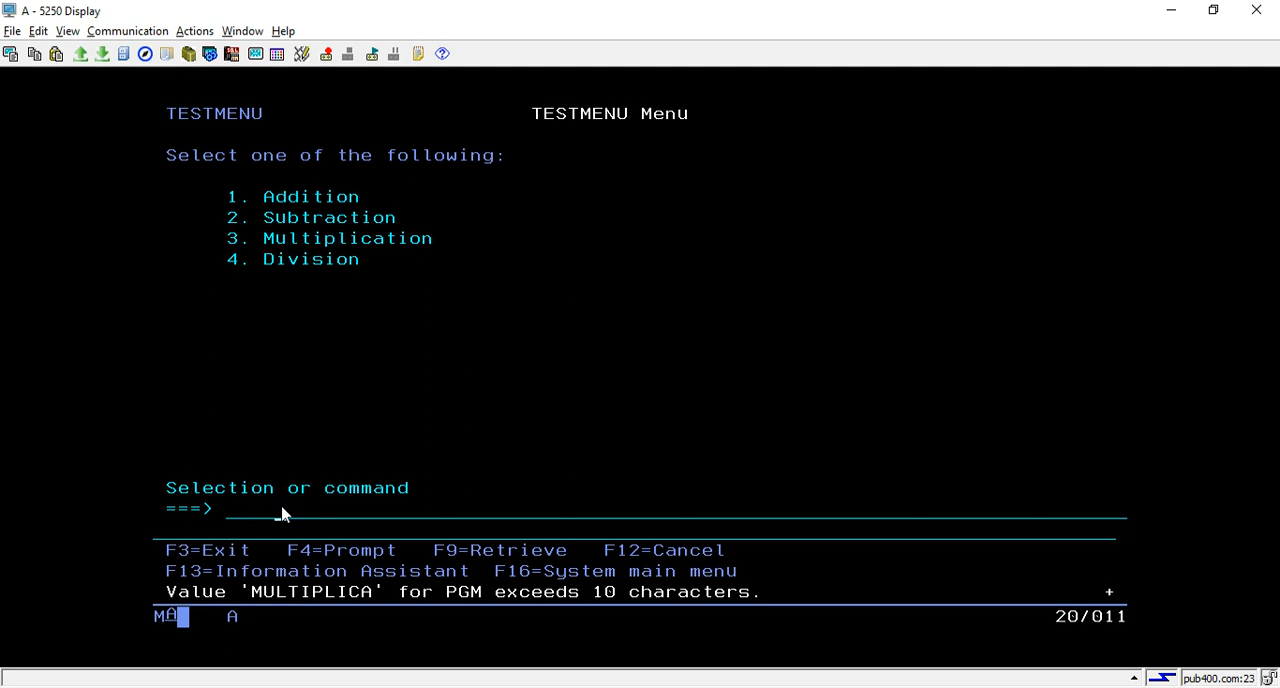 A - 5250 Display
File Edit View Communication Actions Window Help
TESTMENU TESTMENU Menu
Select one of the following:
1. Addition
2. Subtraction
3. Multiplication
4. Division
Selection or command
===>
F3=Exit F4=Prompt F9=Retrieve F12=Cancel
F13=Information Assistant F16=System main menu
Value 'MULTIPLICA' for PGM exceeds 10 characters. +
MA A 20/011
pub400.com:23